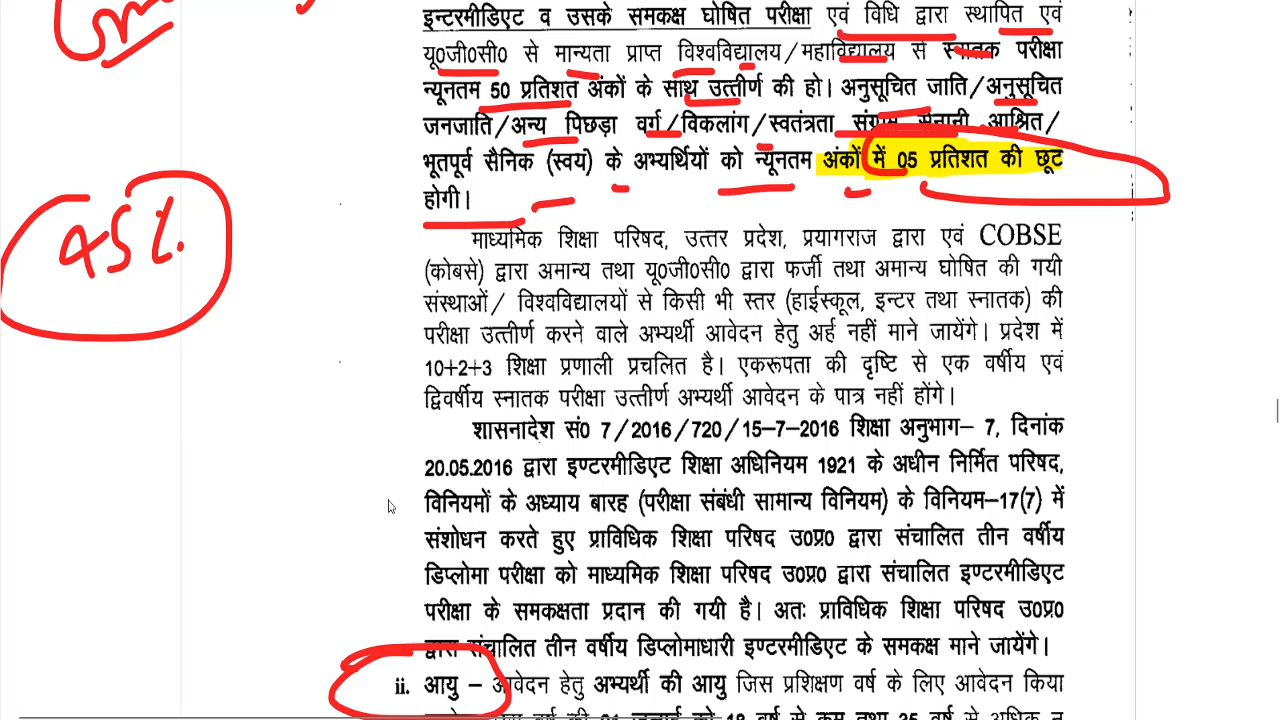 इन्टरमीडिएट व उसके समकक्ष घोषित परीक्षा एवं विधि द्वारा स्थापित एवं
यू0जी0सी0 से मान्यता प्राप्त विश्वविद्यालय/महाविद्यालय से स्नातक परीक्षा
न्यूनतम 50 प्रतिशत अंकों के साथ उत्तीर्ण की हो। अनुसूचित जाति/अनुसूचित
जनजाति/अन्य पिछड़ा वर्ग/विकलांग/स्वतंत्रता संग्राम सेनानी आश्रित/
भूतपूर्व सैनिक (स्वयं) के अभ्यर्थियों को न्यूनतम अंकों में 05 प्रतिशत की छूट
होगी।
45%.
माध्यमिक शिक्षा परिषद, उत्तर प्रदेश, प्रयागराज द्वारा एवं COBSE
(कोबसे) द्वारा अमान्य तथा यू0जी0सी0 द्वारा फर्जी तथा अमान्य घोषित की गयी
संस्थाओं/ विश्वविद्यालयों से किसी भी स्तर (हाईस्कूल, इन्टर तथा स्नातक) की
परीक्षा उत्तीर्ण करने वाले अभ्यर्थी आवेदन हेतु अर्ह नहीं माने जायेंगे। प्रदेश में
10+2+3 शिक्षा प्रणाली प्रचलित है। एकरूपता की दृष्टि से एक वर्षीय एवं
द्विवर्षीय स्नातक परीक्षा उत्तीर्ण अभ्यर्थी आवेदन के पात्र नहीं होंगे।
शासनादेश सं0 7/2016/720/15-7-2016 शिक्षा अनुभाग- 7, दिनांक
20.05.2016 द्वारा इण्टरमीडिएट शिक्षा अधिनियम 1921 के अधीन निर्मित परिषद,
विनियमों के अध्याय बारह (परीक्षा संबंधी सामान्य विनियम) के विनियम-17(7) में
संशोधन करते हुए प्राविधिक शिक्षा परिषद उ0प्र0 द्वारा संचालित तीन वर्षीय
डिप्लोमा परीक्षा को माध्यमिक शिक्षा परिषद उ0प्र0 द्वारा संचालित इण्टरमीडिएट
परीक्षा के समकक्षता प्रदान की गयी है। अतः प्राविधिक शिक्षा परिषद उ0प्र0
द्वारा संचालित तीन वर्षीय डिप्लोमाधारी इण्टरमीडिएट के समकक्ष माने जायेंगे।
ii. आयु - आवेदन हेतु अभ्यर्थी की आयु जिस प्रशिक्षण वर्ष के लिए आवेदन किया
वर्ष की 01 जुलाई को 18 वर्ष से कम तथा 35 वर्ष से अधिक न